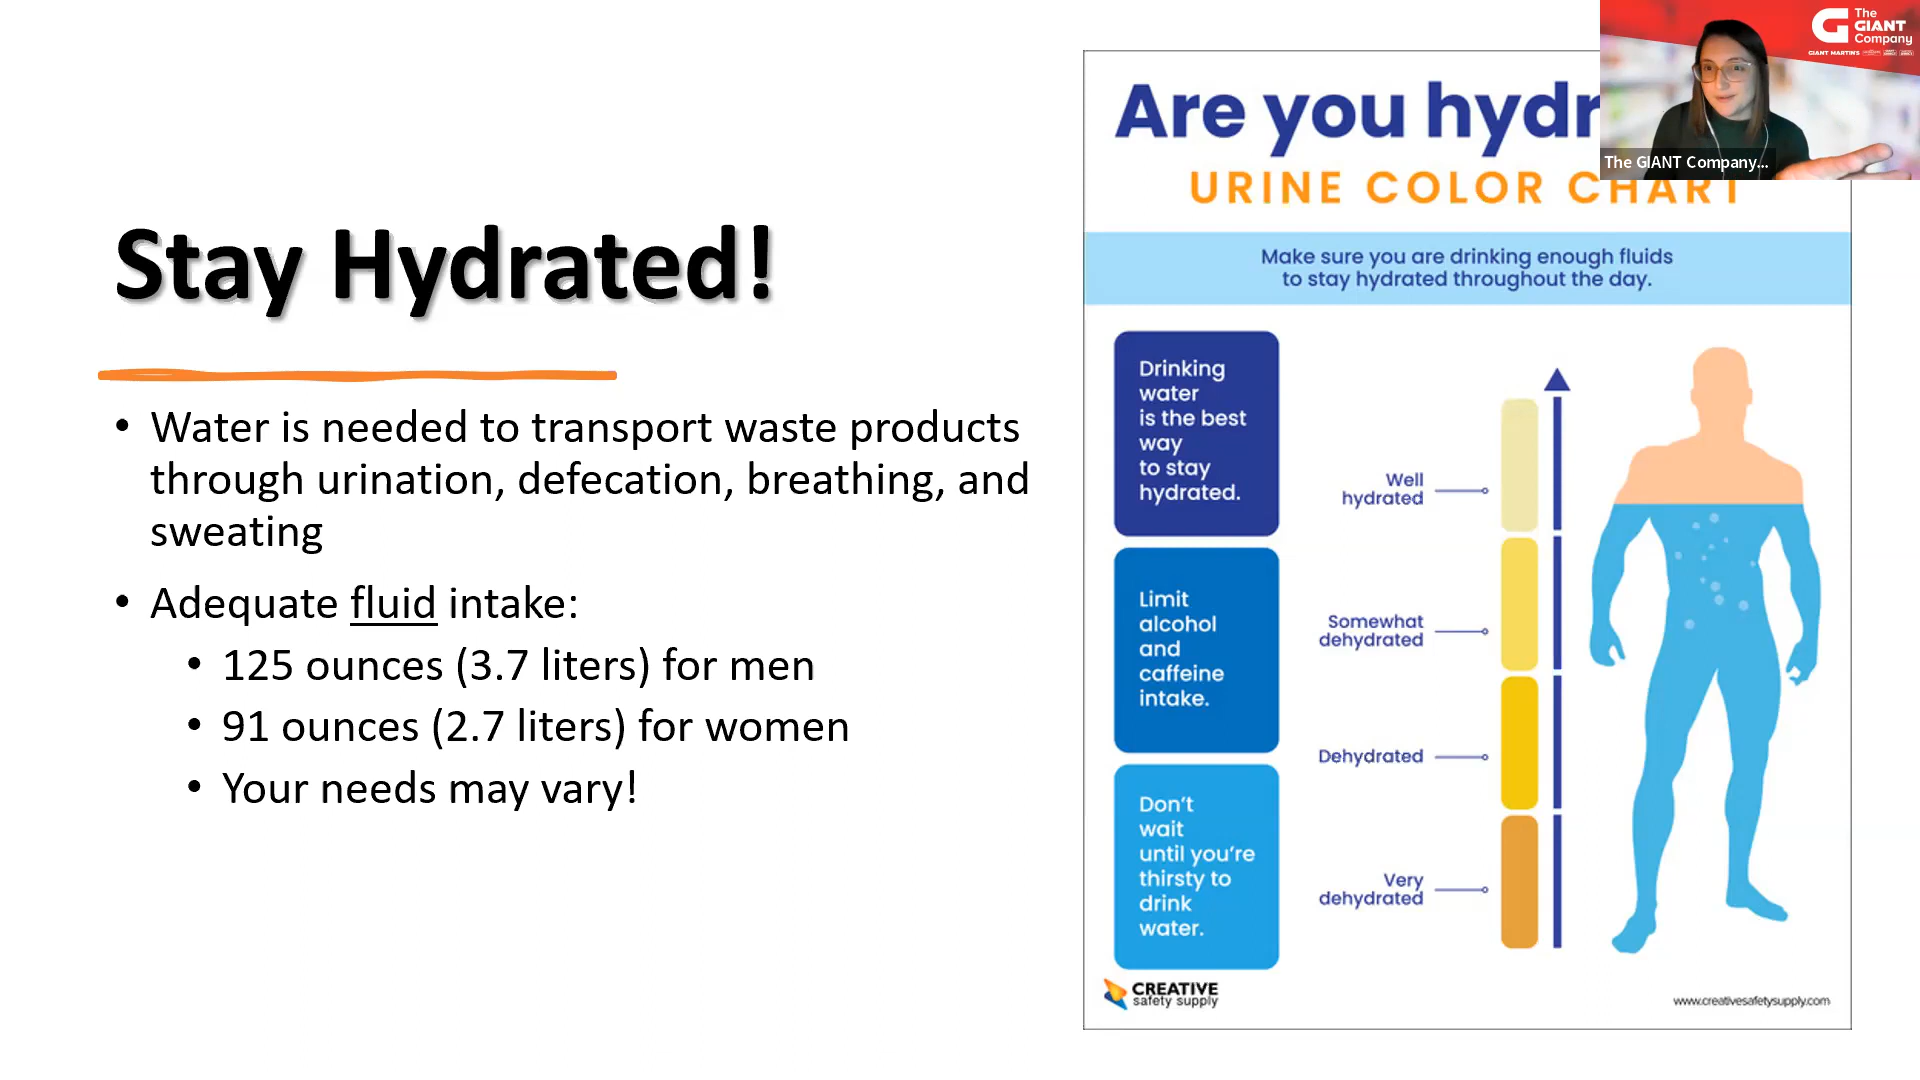 Stay Hydrated!
• Water is needed to transport waste products
through urination, defecation, breathing, and
sweating
• Adequate fluid intake:
• 125 ounces (3.7 liters) for men
• 91 ounces (2.7 liters) for women
• Your needs may vary!
Are you hydr
URINE COLOR CHART
Make sure you are drinking enough fluids
to stay hydrated throughout the day.
Drinking
water
is the best
way
to stay
hydrated.
Limit
alcohol
and
caffeine
intake.
Don't
wait
until you're
thirsty to
drink
water.
Well
hydrated
Somewhat
dehydrated
Dehydrated
Very
dehydrated
CREATIVE
safety supply
www.creativesafetysupply.com
The
GIANT
Company
GIANT MARTIN'S
The GIANT Company...